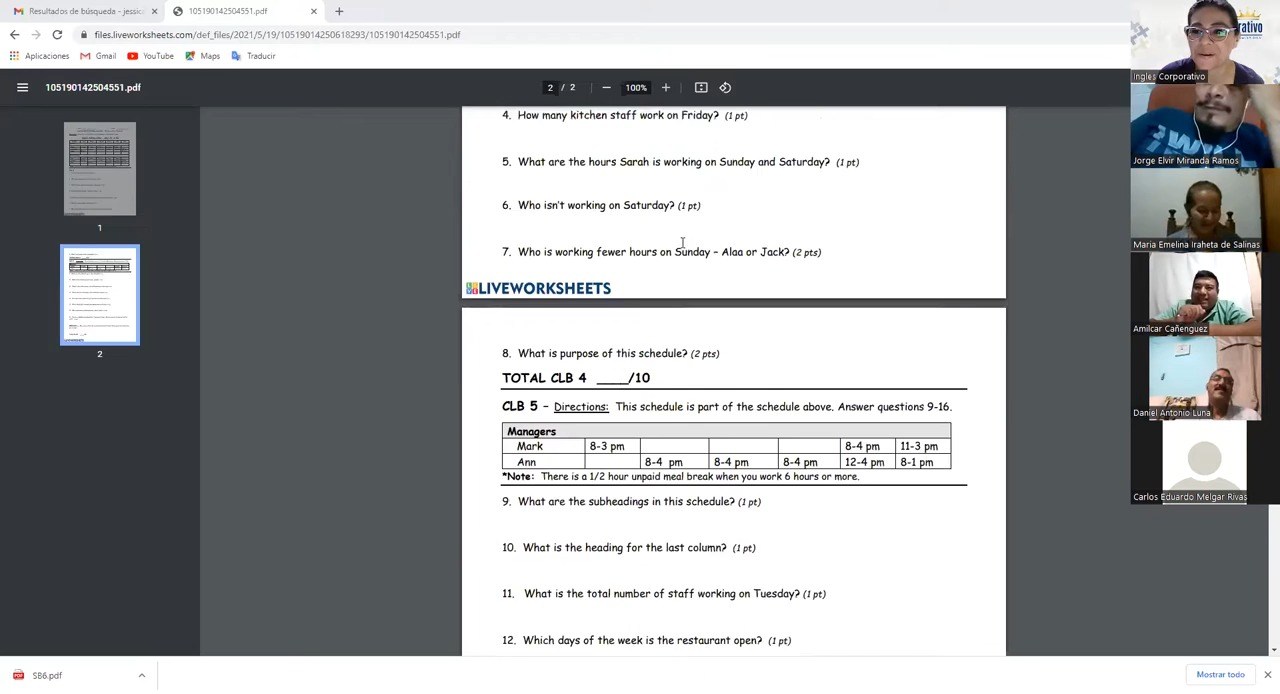 Resultados de búsqueda - jessic
105190142504551.pdf
files.liveworksheets.com/def_files/2021/5/19/10519014250618293/105190142504551.pdf
Aplicaciones
Gmail
YouTube
Maps
Traducir
105190142504551.pdf
2 / 2
100%
1
2
4. How many kitchen staff work on Friday? (1 pt)
5. What are the hours Sarah is working on Sunday and Saturday? (1 pt)
6. Who isn't working on Saturday? (1 pt)
7. Who is working fewer hours on Sunday – Alaa or Jack? (2 pts)
LIVEWORKSHEETS
8. What is purpose of this schedule? (2 pts)
TOTAL CLB 4 ____/10
CLB 5 – Directions: This schedule is part of the schedule above. Answer questions 9-16.
Managers
Mark 8-3 pm 8-4 pm 11-3 pm
Ann 8-4 pm 8-4 pm 8-4 pm 12-4 pm 8-1 pm
*Note: There is a 1/2 hour unpaid meal break when you work 6 hours or more.
9. What are the subheadings in this schedule? (1 pt)
10. What is the heading for the last column? (1 pt)
11. What is the total number of staff working on Tuesday? (1 pt)
12. Which days of the week is the restaurant open? (1 pt)
Ingles Corporativo
Jorge Elvir Miranda Ramos
Maria Emelina Iraheta de Salinas
Amilcar Cañenguez
Daniel Antonio Luna
Carlos Eduardo Melgar Rivas
SB6.pdf
Mostrar todo